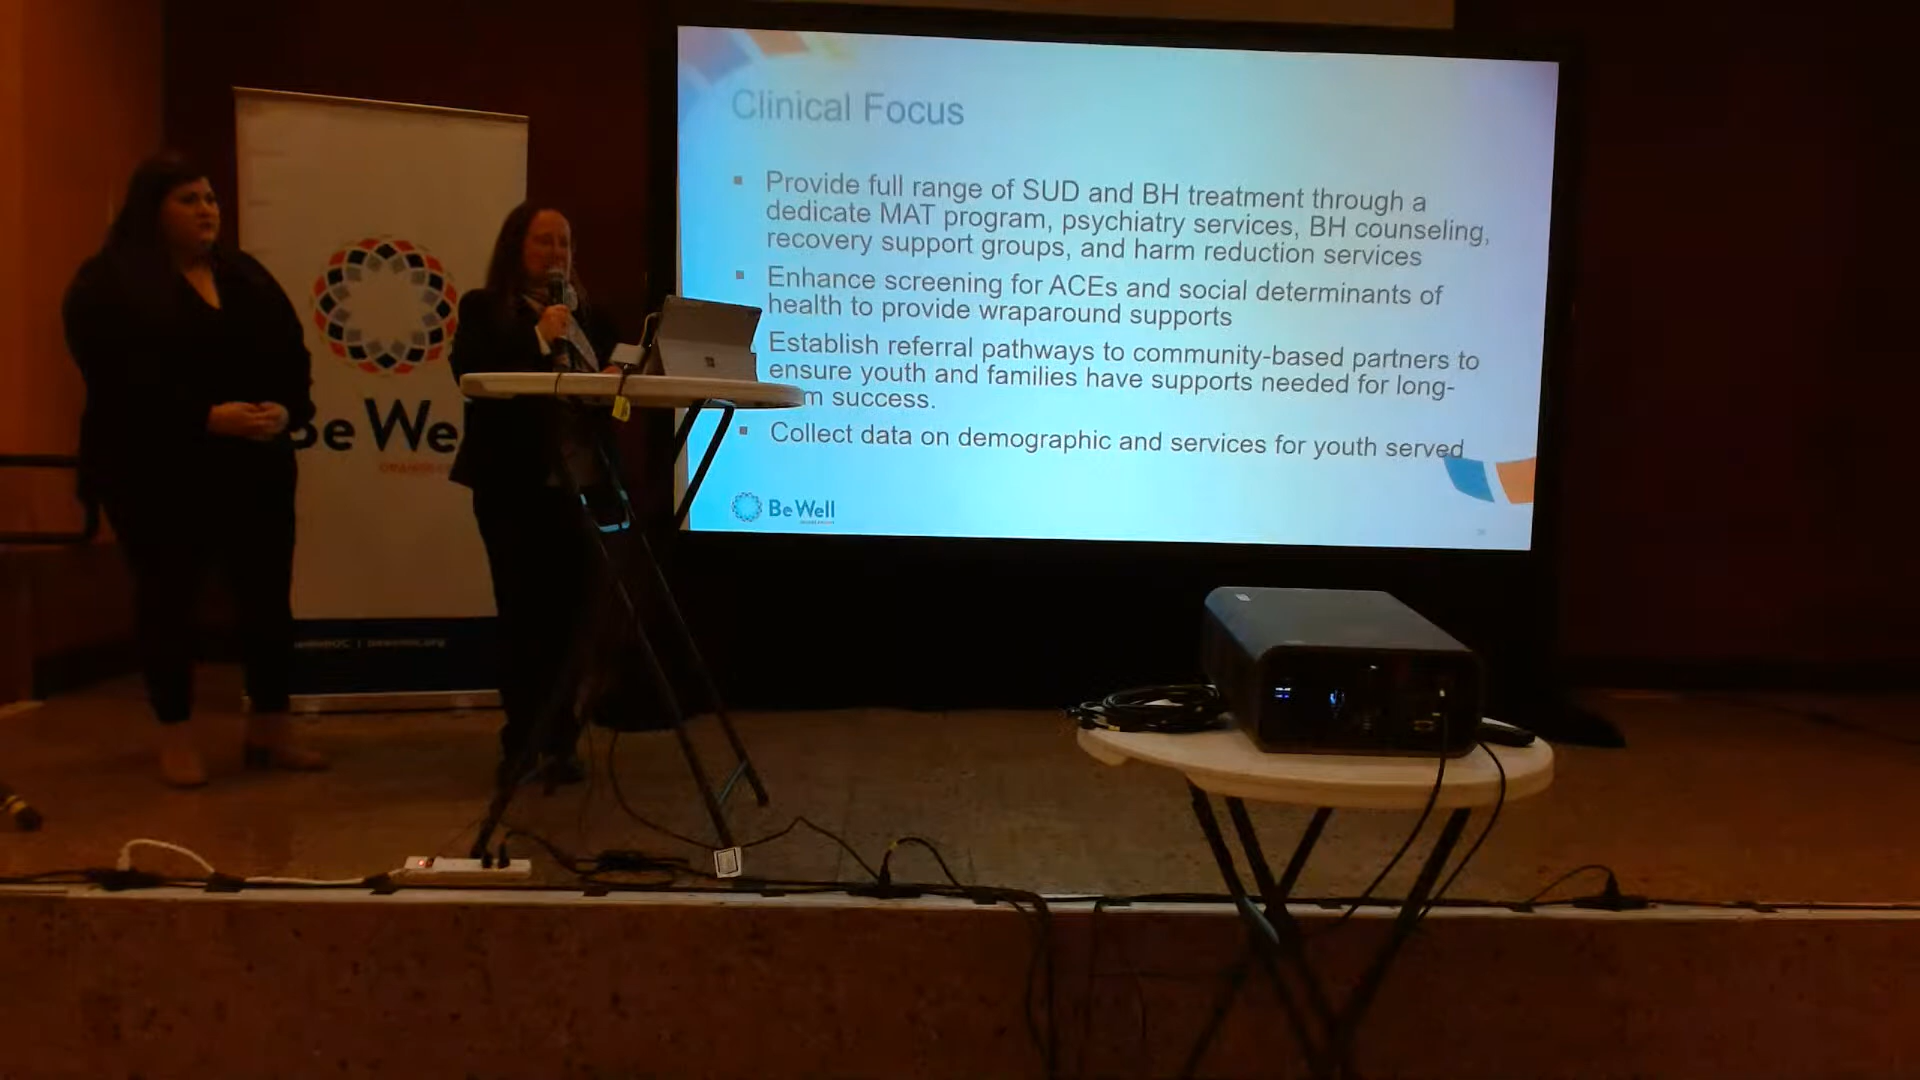 Clinical Focus
Provide full range of SUD and BH treatment through a
dedicate MAT program, psychiatry services, BH counseling,
recovery support groups, and harm reduction services
Enhance screening for ACEs and social determinants of
health to provide wraparound supports
Establish referral pathways to community-based partners to
ensure youth and families have supports needed for long-
m success.
Collect data on demographic and services for youth served
Be Well
Be We